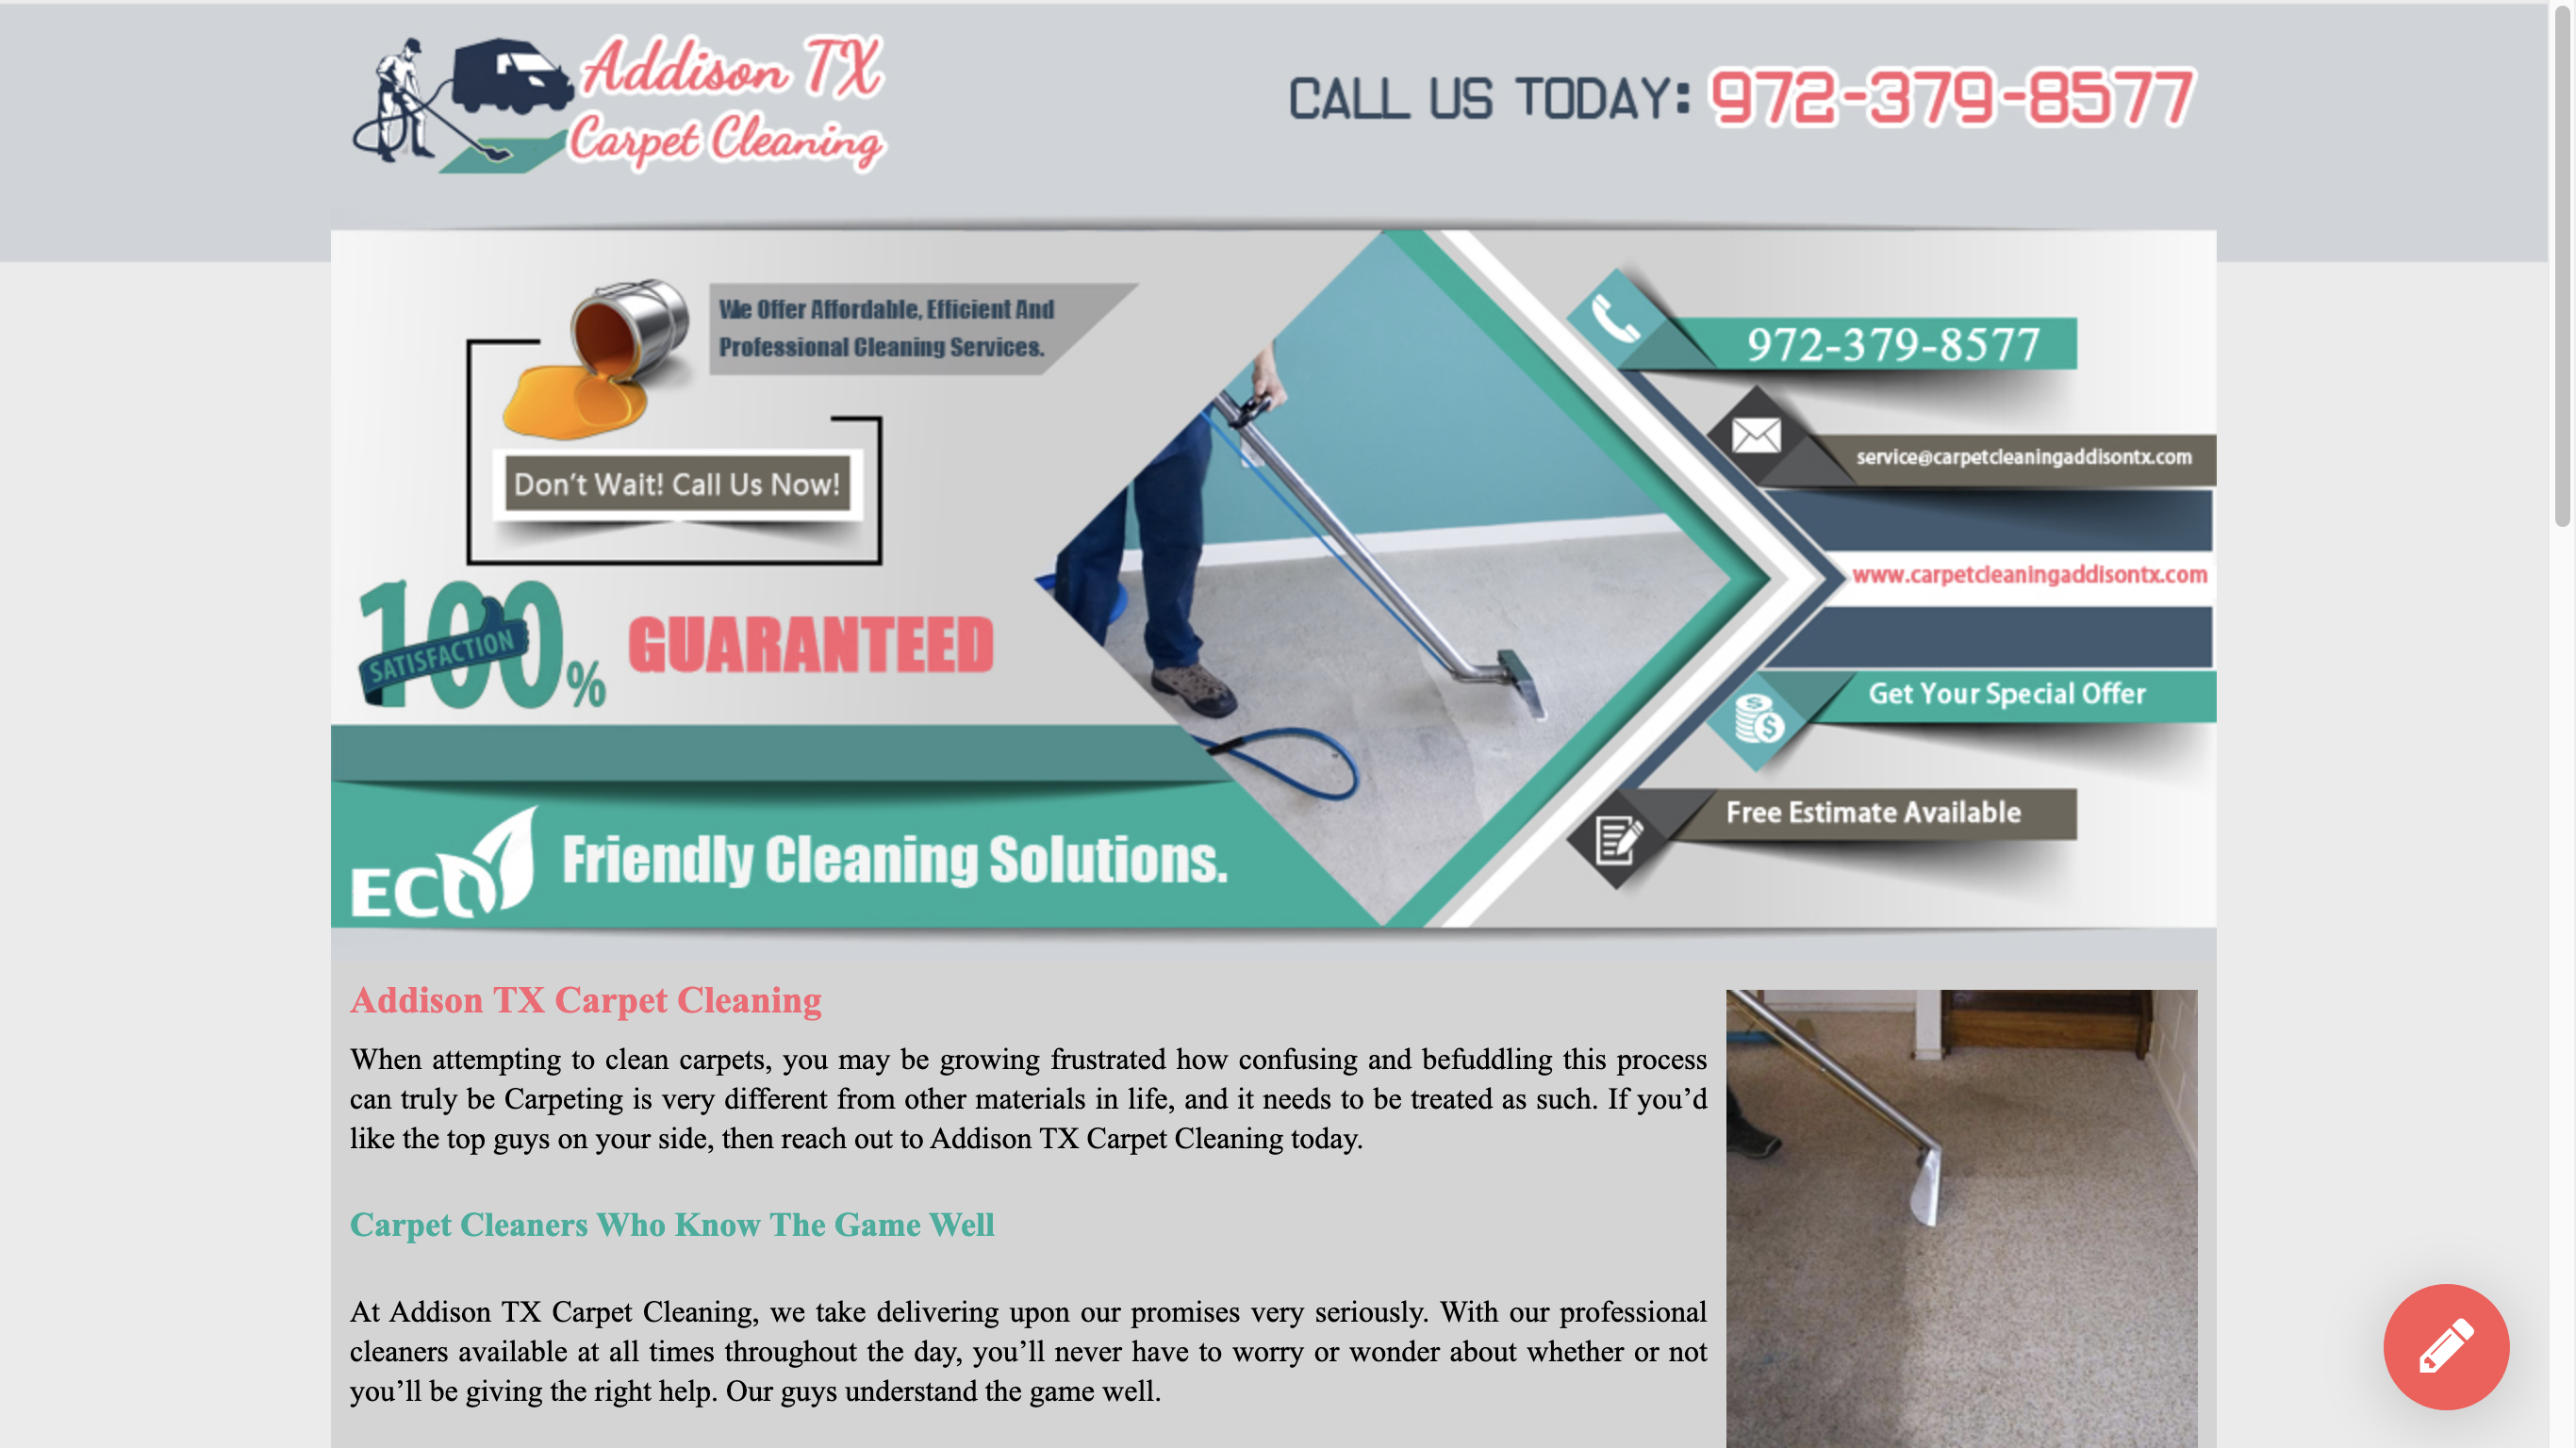 Addison TX
Carpet Cleaning
CALL US TODAY: 972-379-8577
We Offer Affordable, Efficient And
Professional Cleaning Services.
Don't Wait! Call Us Now!
100%
SATISFACTION
GUARANTEED
ECO Friendly Cleaning Solutions.
972-379-8577
service@carpetcleaningaddisontx.com
www.carpetcleaningaddisontx.com
Get Your Special Offer
Free Estimate Available
Addison TX Carpet Cleaning
When attempting to clean carpets, you may be growing frustrated how confusing and befuddling this process
can truly be Carpeting is very different from other materials in life, and it needs to be treated as such. If you’d
like the top guys on your side, then reach out to Addison TX Carpet Cleaning today.
Carpet Cleaners Who Know The Game Well
At Addison TX Carpet Cleaning, we take delivering upon our promises very seriously. With our professional
cleaners available at all times throughout the day, you’ll never have to worry or wonder about whether or not
you’ll be giving the right help. Our guys understand the game well.